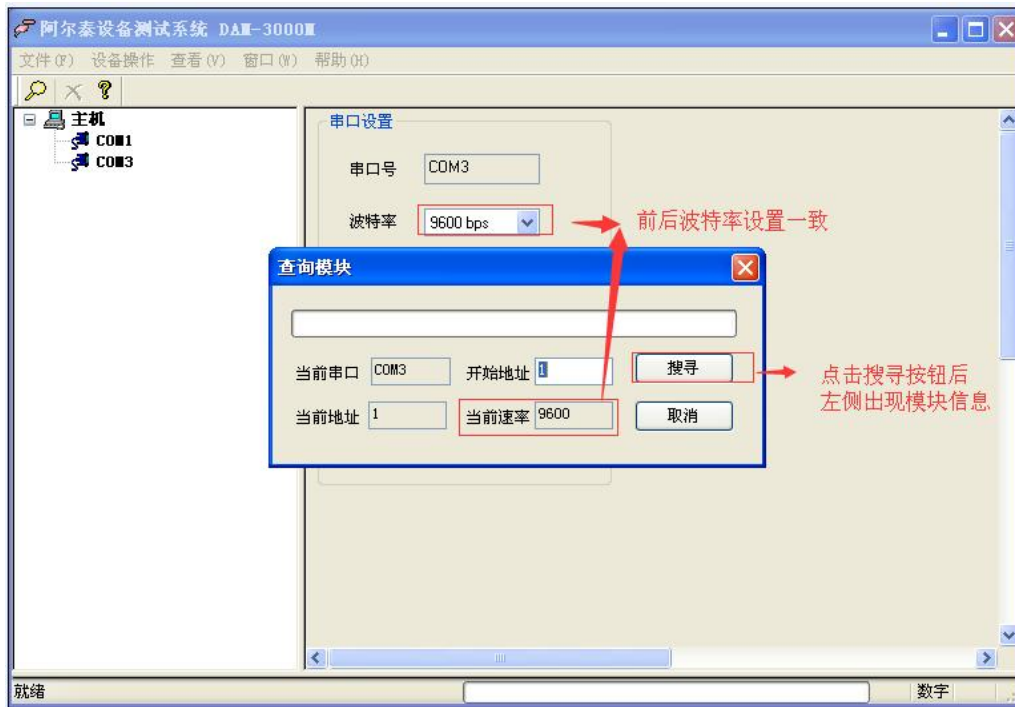 阿尔泰设备测试系统 DAM-3000M
文件(F) 设备操作 查看(V) 窗口(W) 帮助(H)
主机
COM1
COM3
串口设置
串口号 COM3
波特率 9600 bps
前后波特率设置一致
查询模块
当前串口 COM3 开始地址 1 搜寻
点击搜寻按钮后
左侧出现模块信息
当前地址 1 当前速率 9600 取消
就绪 数字